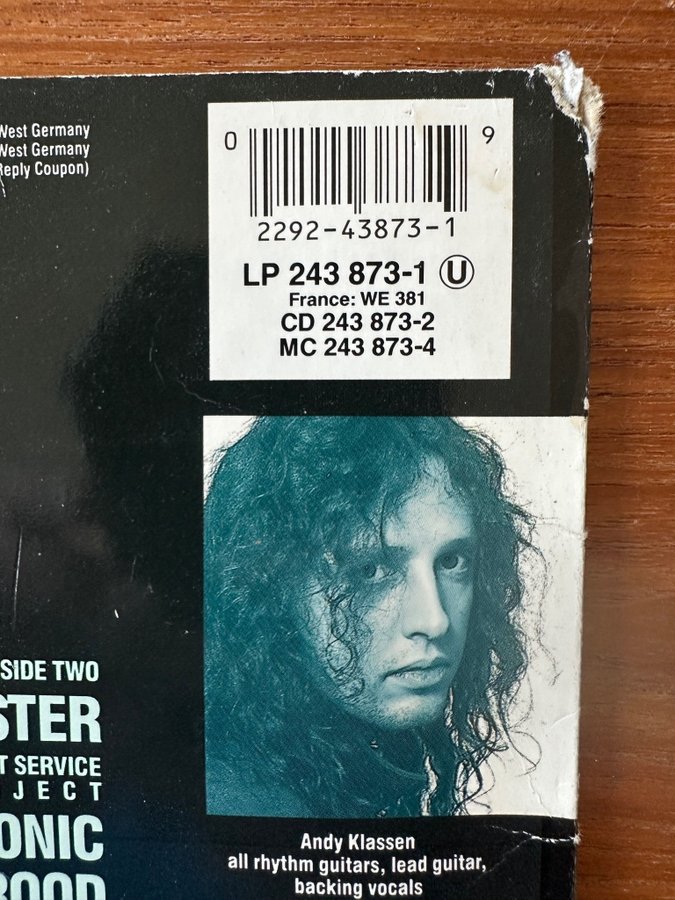 West Germany
West Germany
Reply Coupon)
0
9
2292-43873-1
LP 243 873-1 Ⓤ
France: WE 381
CD 243 873-2
MC 243 873-4
SIDE TWO
STER
T SERVICE
JECT
ONIC
ROOD
Andy Klassen
all rhythm guitars, lead guitar,
backing vocals